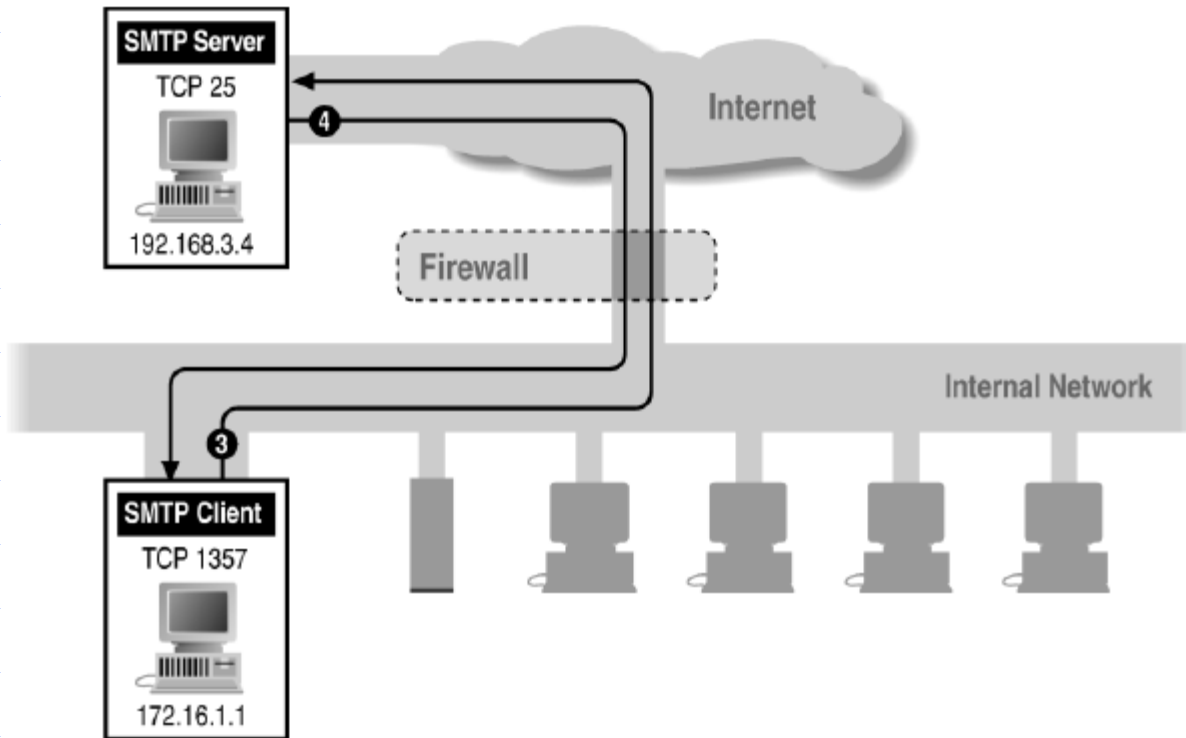 SMTP Server
TCP 25
192.168.3.4
4
Internet
Firewall
Internal Network
3
SMTP Client
TCP 1357
172.16.1.1